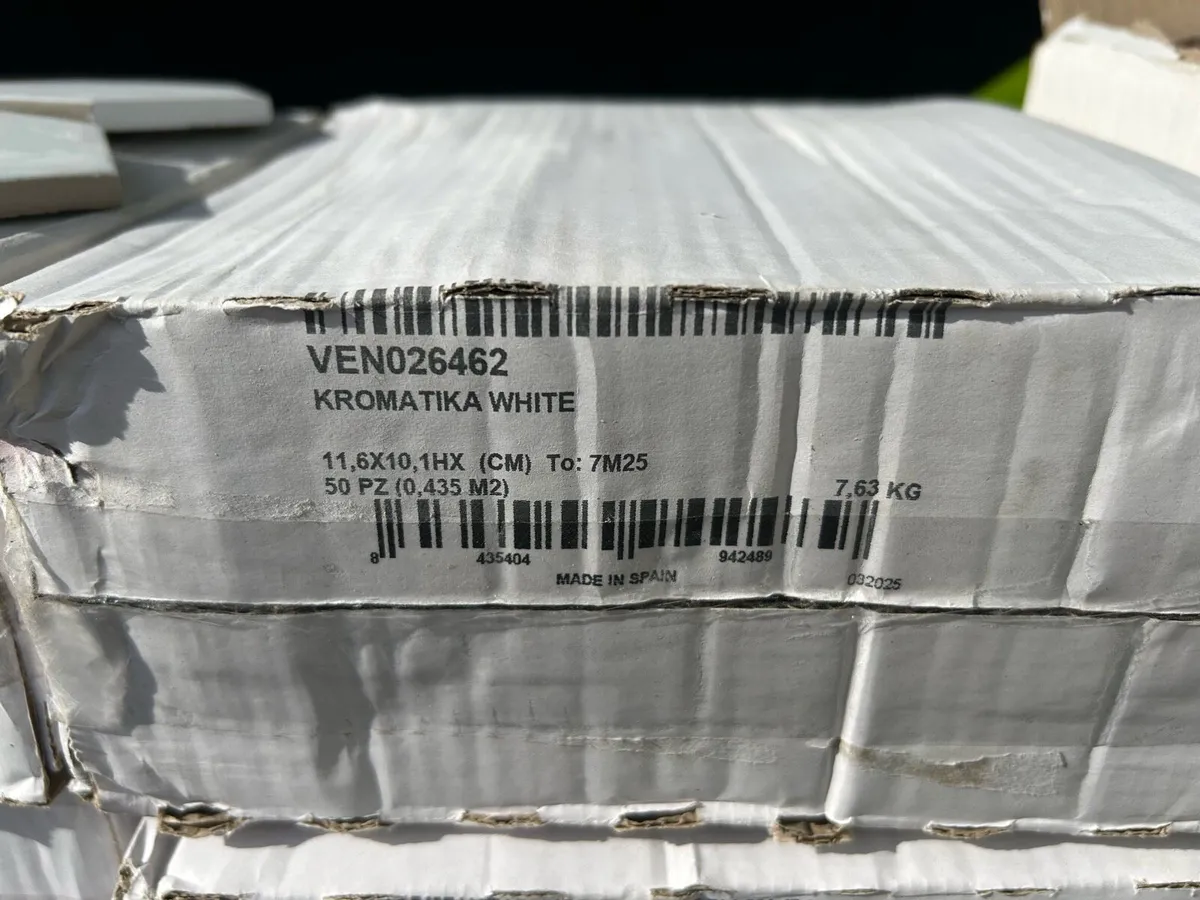 VEN026462
KROMATIKA WHITE
11,6X10,1HX (CM) To: 7M25
50 PZ (0,435 M2) 7,63 KG
8 435404 942489
MADE IN SPAIN 032025